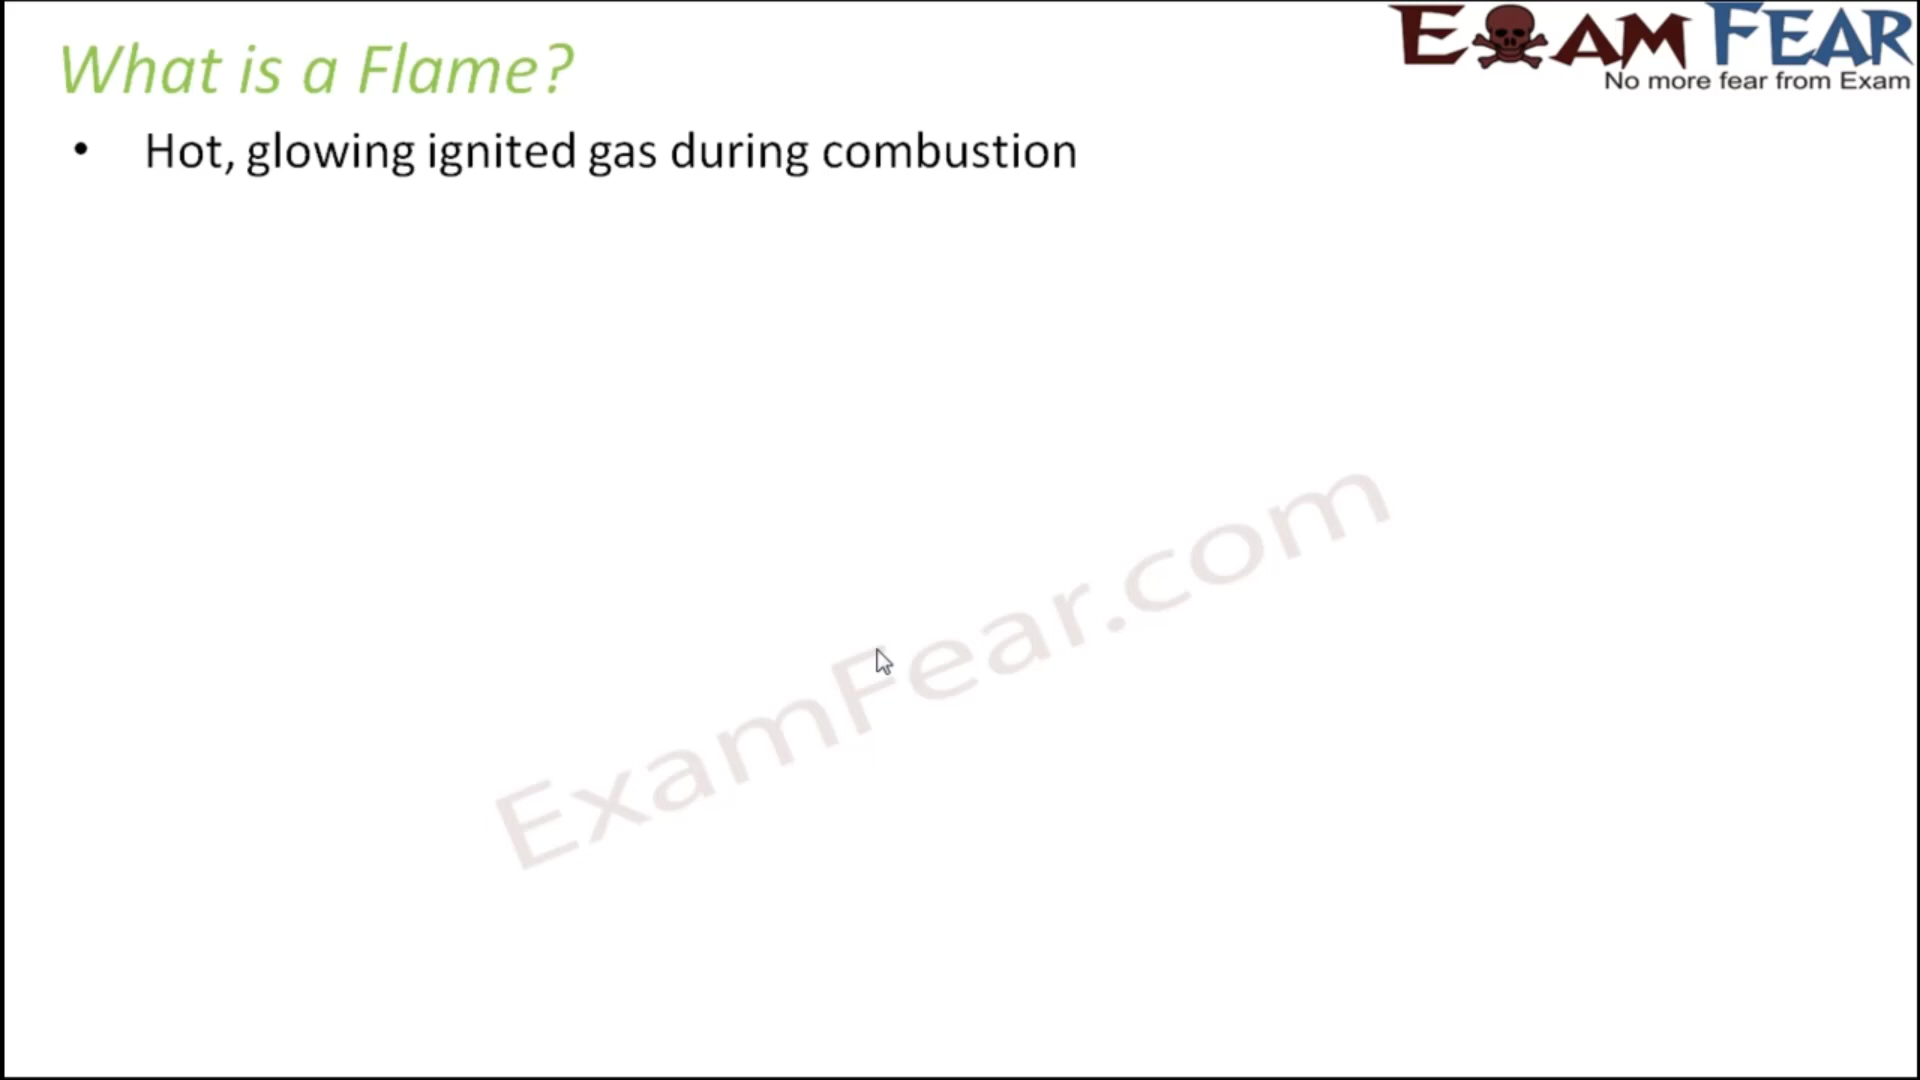 What is a Flame?
EXAM FEAR
No more fear from Exam
• Hot, glowing ignited gas during combustion
ExamFear.com